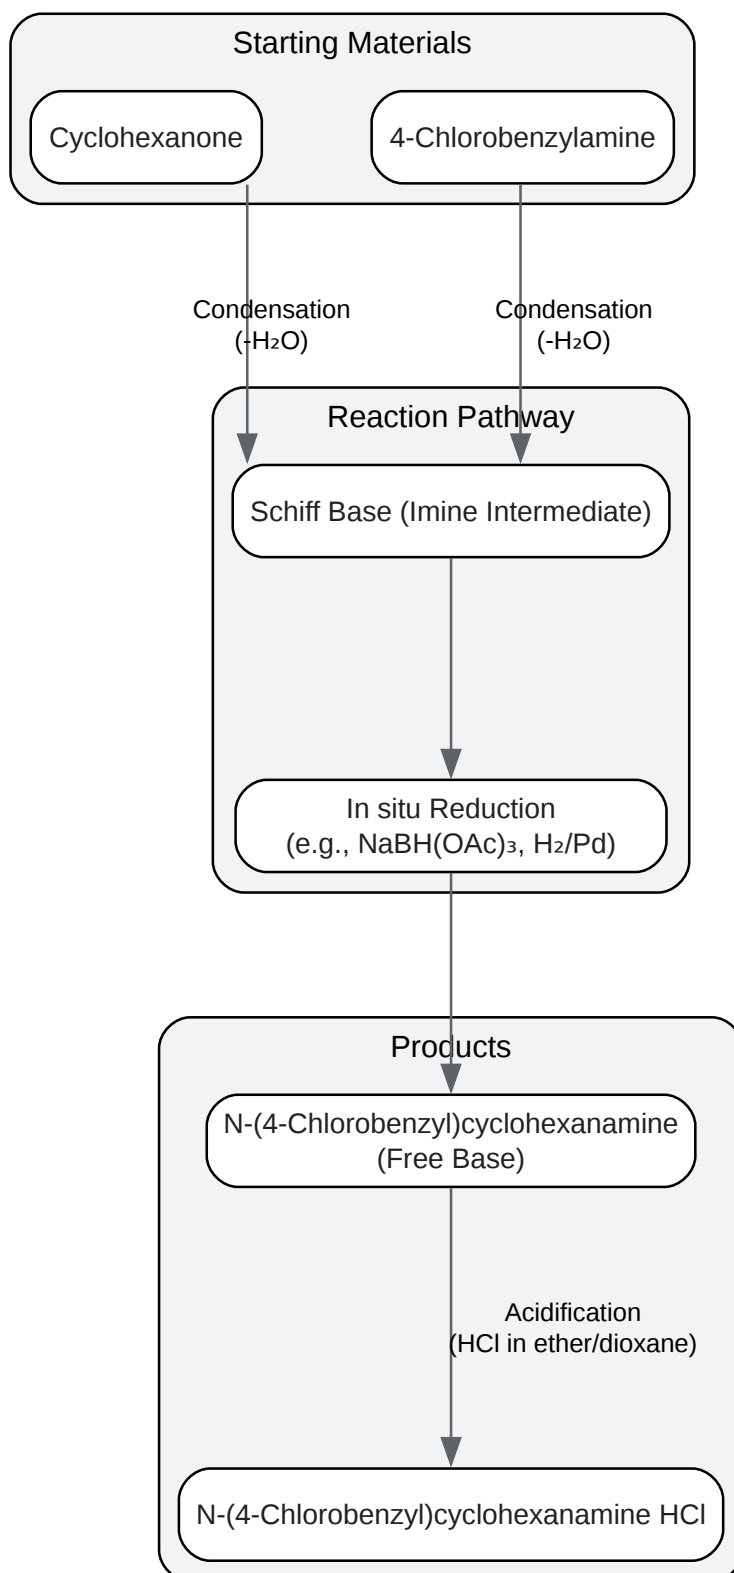 Starting Materials
Cyclohexanone
4-Chlorobenzylamine
Condensation
(-H₂O)
Condensation
(-H₂O)
Reaction Pathway
Schiff Base (Imine Intermediate)
In situ Reduction
(e.g., NaBH(OAc)₃, H₂/Pd)
Products
N-(4-Chlorobenzyl)cyclohexanamine
(Free Base)
Acidification
(HCl in ether/dioxane)
N-(4-Chlorobenzyl)cyclohexanamine HCl